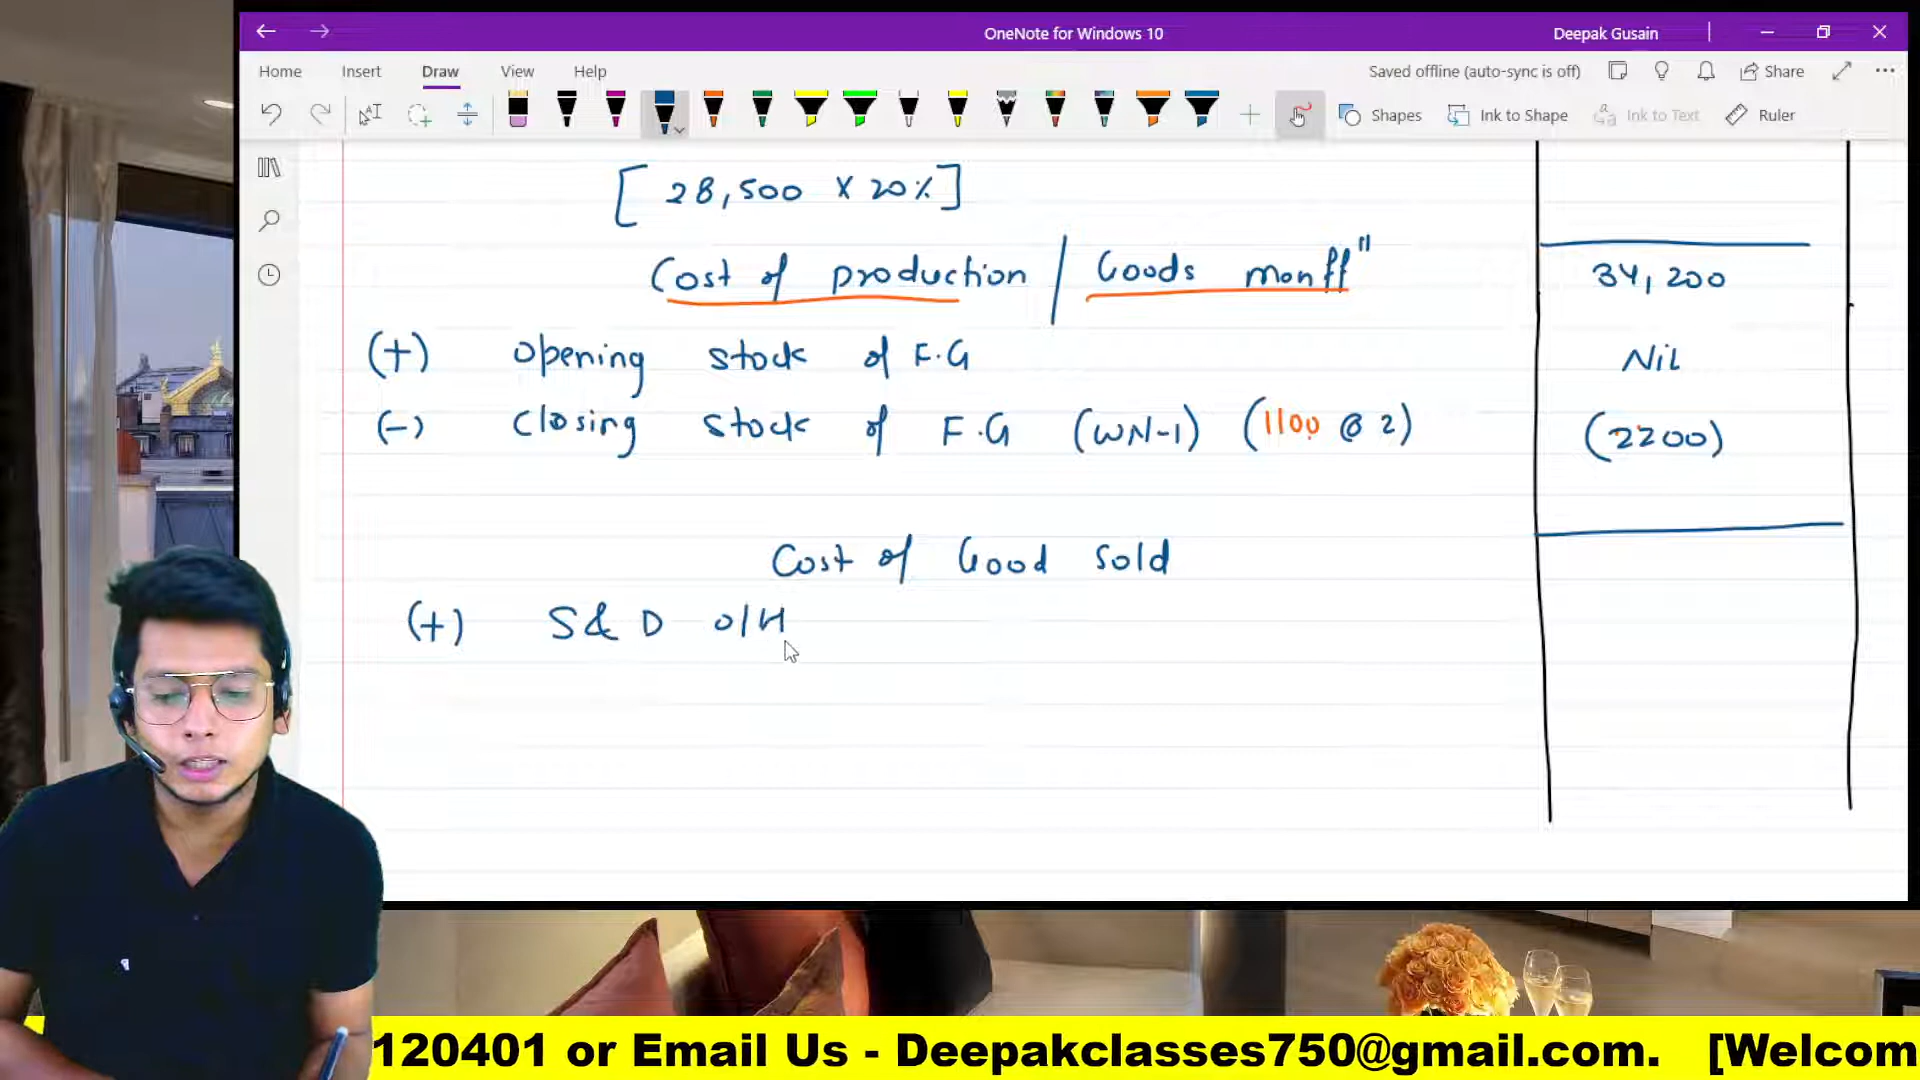 OneNote for Windows 10
Deepak Gusain
Home Insert Draw View Help
Saved offline (auto-sync is off)
Share
Shapes
Ink to Shape
Ink to Text
Ruler
[ 28,500 X 20% ]
Cost of production / Goods manff"
34,200
(+) opening stock of F.G
Nil
(-) closing stock of F.G (WN-1) (1100 @ 2)
(2200)
Cost of Good sold
(+) S & D o/H
120401 or Email Us - Deepakclasses750@gmail.com. [Welcom